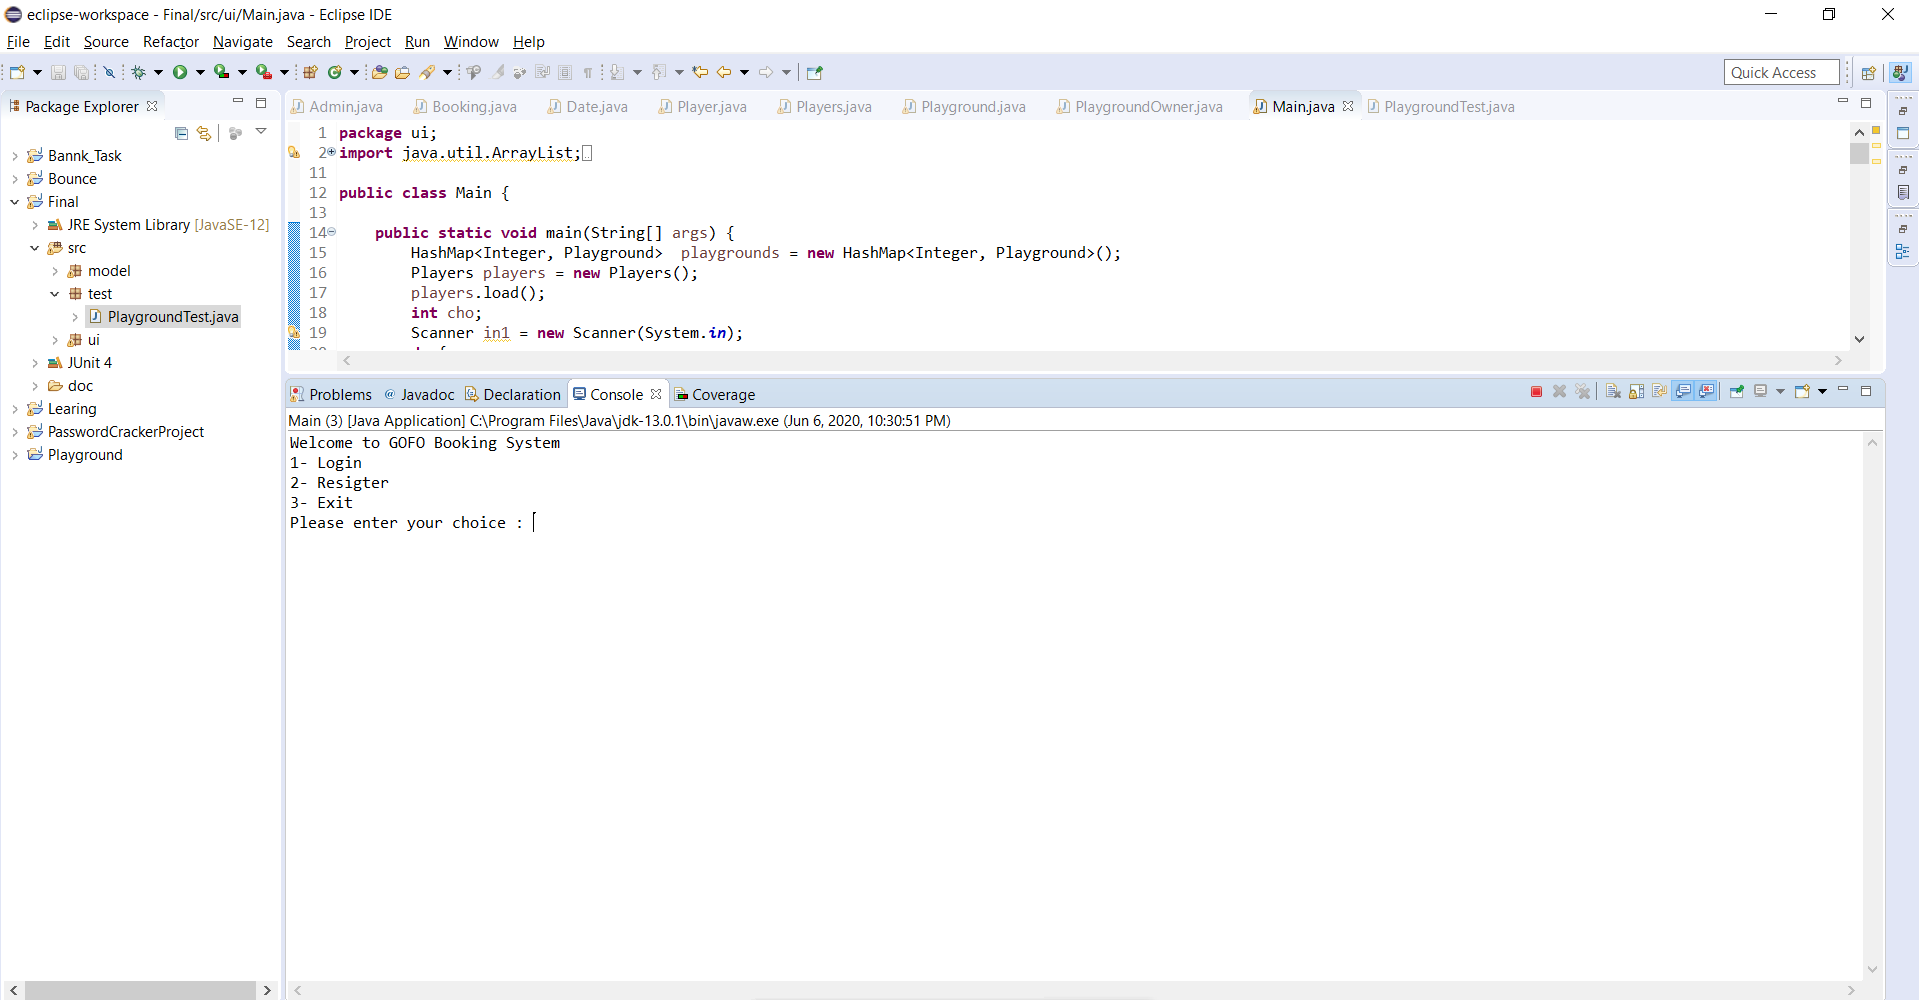 eclipse-workspace - Final/src/ui/Main.java - Eclipse IDE
File Edit Source Refactor Navigate Search Project Run Window Help
Quick Access
Package Explorer
Bannk_Task
Bounce
Final
JRE System Library [JavaSE-12]
src
model
test
PlaygroundTest.java
ui
JUnit 4
doc
Learing
PasswordCrackerProject
Playground
Admin.java Booking.java Date.java Player.java Players.java Playground.java PlaygroundOwner.java Main.java PlaygroundTest.java
1 package ui;
2 import java.util.ArrayList;
11
12 public class Main {
13
14 public static void main(String[] args) {
15 HashMap<Integer, Playground>  playgrounds = new HashMap<Integer, Playground>();
16 Players players = new Players();
17 players.load();
18 int cho;
19 Scanner in1 = new Scanner(System.in);
Problems @ Javadoc Declaration Console Coverage
Main (3) [Java Application] C:\Program Files\Java\jdk-13.0.1\bin\javaw.exe (Jun 6, 2020, 10:30:51 PM)
Welcome to GOFO Booking System
1- Login
2- Resigter
3- Exit
Please enter your choice :